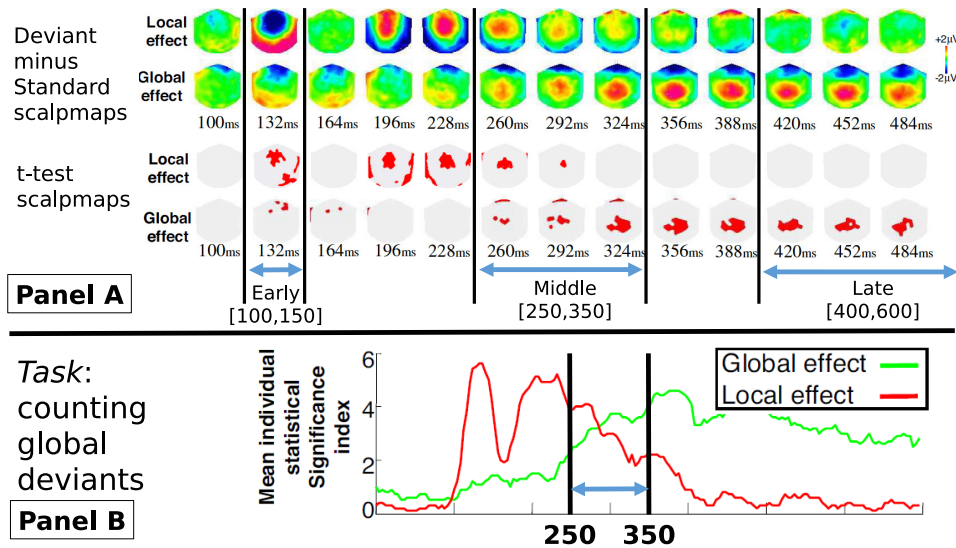 Deviant
minus
Standard
scalpmaps
Local
effect
Global
effect
+2μV
-2μV
100ms 132ms 164ms 196ms 228ms 260ms 292ms 324ms 356ms 388ms 420ms 452ms 484ms
t-test
scalpmaps
Local
effect
Global
effect
100ms 132ms 164ms 196ms 228ms 260ms 292ms 324ms 356ms 388ms 420ms 452ms 484ms
Panel A
Early
[100,150]
Middle
[250,350]
Late
[400,600]
Task:
counting
global
deviants
Panel B
Mean individual
statistical
Significance
index
6
4
2
0
Global effect
Local effect
250 350